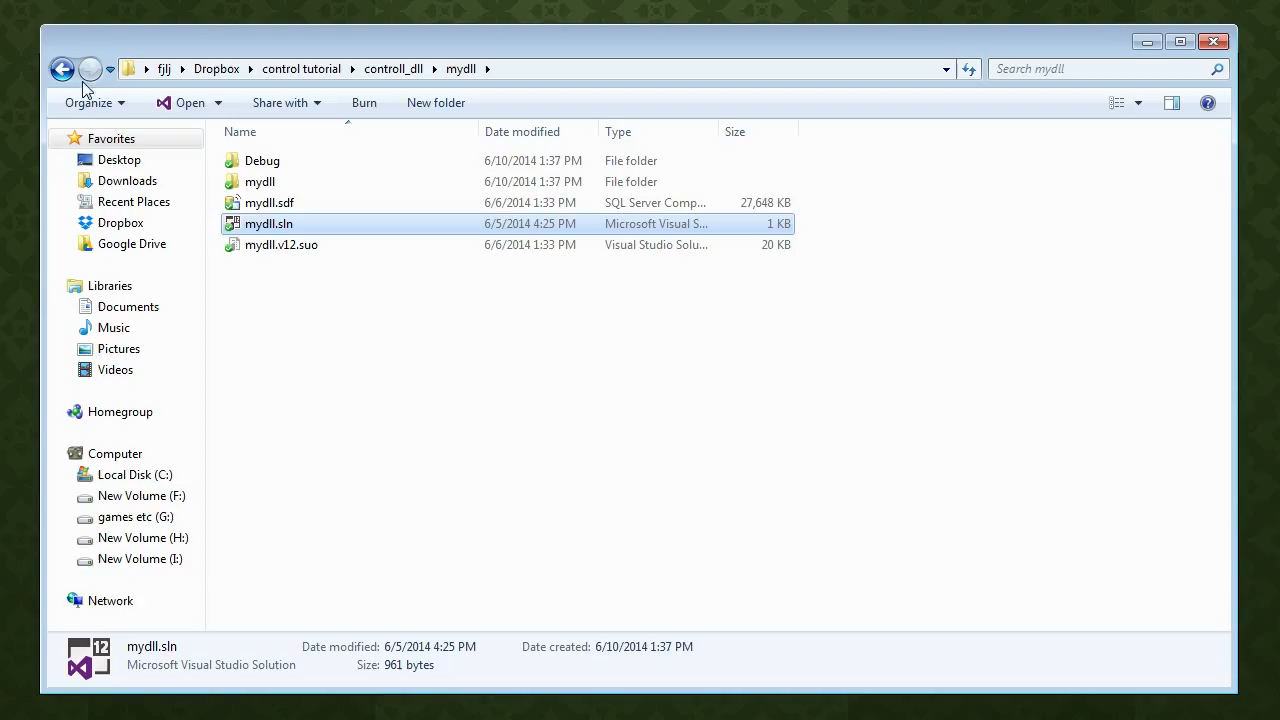 fjlj Dropbox control tutorial controll_dll mydll
Search mydll
Organize Open Share with Burn New folder
Name Date modified Type Size
Favorites
Desktop
Downloads
Recent Places
Dropbox
Google Drive
Libraries
Documents
Music
Pictures
Videos
Homegroup
Computer
Local Disk (C:)
New Volume (F:)
games etc (G:)
New Volume (H:)
New Volume (I:)
Network
Debug 6/10/2014 1:37 PM File folder
mydll 6/10/2014 1:37 PM File folder
mydll.sdf 6/6/2014 1:33 PM SQL Server Comp... 27,648 KB
mydll.sln 6/5/2014 4:25 PM Microsoft Visual S... 1 KB
mydll.v12.suo 6/6/2014 1:33 PM Visual Studio Solu... 20 KB
12
mydll.sln Date modified: 6/5/2014 4:25 PM Date created: 6/10/2014 1:37 PM
Microsoft Visual Studio Solution Size: 961 bytes